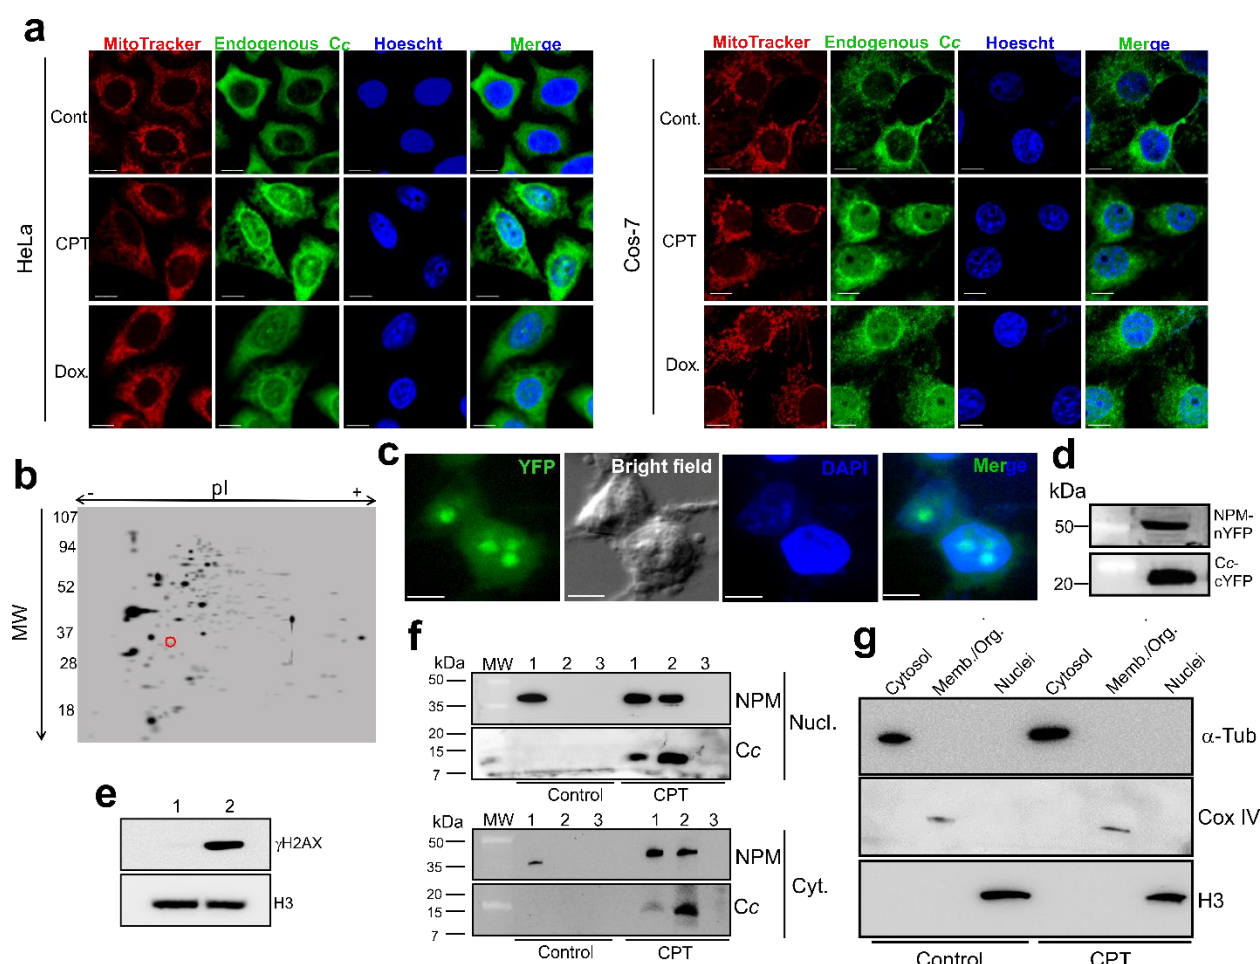 a
MitoTracker Endogenous Cc Hoescht Merge
MitoTracker Endogenous Cc Hoescht Merge
HeLa
Cont
CPT
Dox.
Cos-7
Cont.
CPT
Dox.
b
- pI +
MW
107
94
52
37
28
18
c
YFP
Bright field
DAPI
Merge
d
kDa
50
NPM-
nYFP
20
Cc-
cYFP
e
1 2
γH2AX
H3
f
kDa MW 1 2 3 1 2 3
50
35
NPM
20
15
7
Cc
Nucl.
Control CPT
kDa MW 1 2 3 1 2 3
50
35
NPM
20
15
7
Cc
Cyt.
Control CPT
g
Cytosol Memb./Org. Nuclei Cytosol Memb./Org. Nuclei
α-Tub
Cox IV
H3
Control CPT